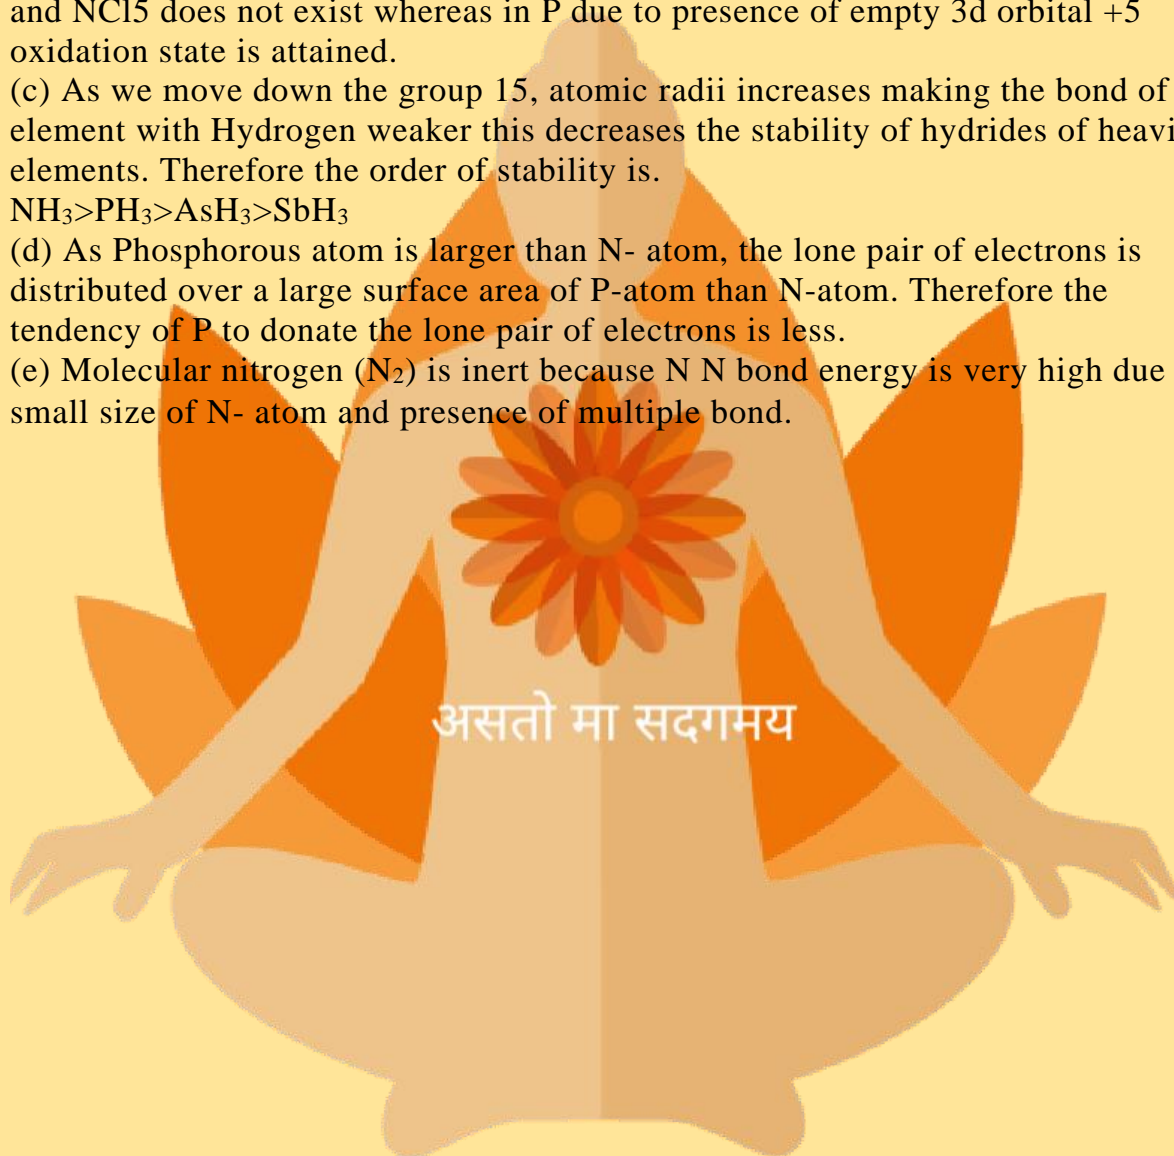 and NCl5 does not exist whereas in P due to presence of empty 3d orbital +5
oxidation state is attained.
(c) As we move down the group 15, atomic radii increases making the bond of
element with Hydrogen weaker this decreases the stability of hydrides of
elements. Therefore the order of stability is.
NH₃>PH₃>AsH₃>SbH₃
(d) As Phosphorous atom is larger than N- atom, the lone pair of electrons is
distributed over a large surface area of P-atom than N-atom. Therefore the
tendency of P to donate the lone pair of electrons is less.
(e) Molecular nitrogen (N₂) is inert because N N bond energy is very high due
small size of N- atom and presence of multiple bond.
असतो मा सदगमय